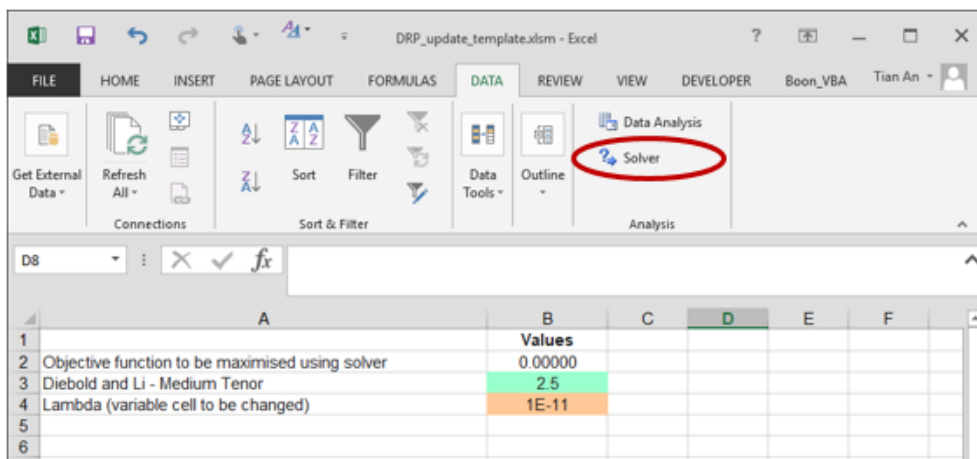 DRP_update_template.xlsm - Excel ?
FILE HOME INSERT PAGE LAYOUT FORMULAS DATA REVIEW VIEW DEVELOPER Boon_VBA Tian An
Get External Data
Refresh All
Connections
Sort
Filter
Sort & Filter
Data Tools
Outline
Data Analysis
Solver
Analysis
D8 fx
A B C D E F
1 Values
2 Objective function to be maximised using solver 0.00000
3 Diebold and Li - Medium Tenor 2.5
4 Lambda (variable cell to be changed) 1E-11
5
6